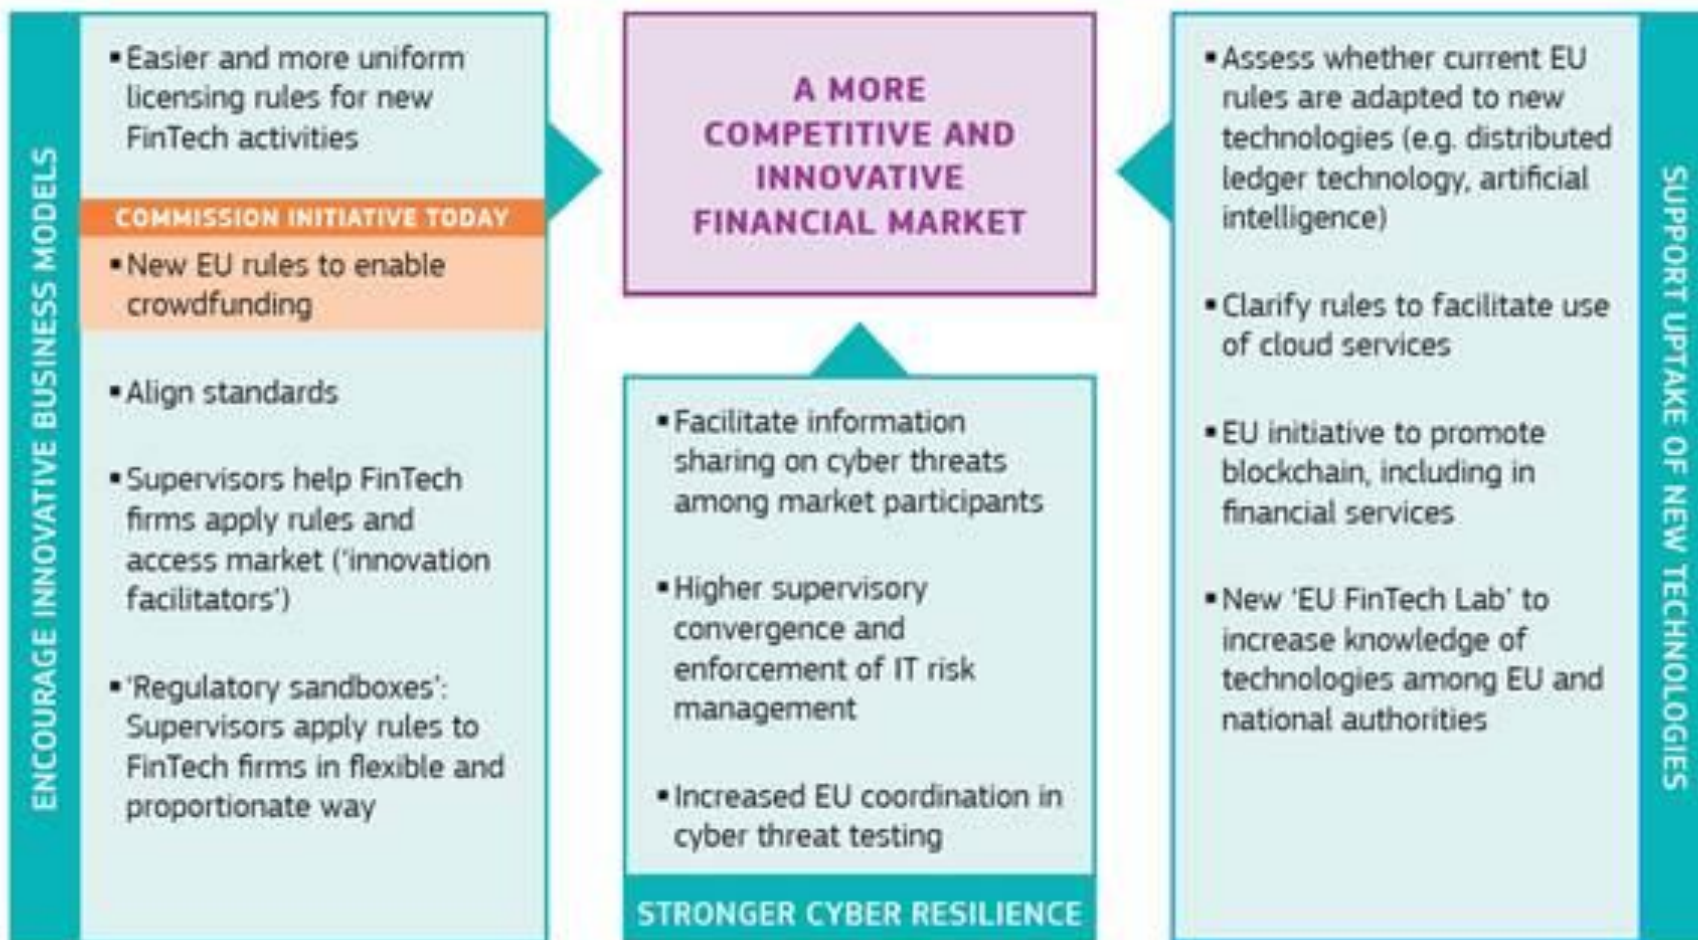 ENCOURAGE INNOVATIVE BUSINESS MODELS
▪Easier and more uniform
licensing rules for new
FinTech activities
COMMISSION INITIATIVE TODAY
▪New EU rules to enable
crowdfunding
▪Align standards
▪Supervisors help FinTech
firms apply rules and
access market (‘innovation
facilitators’)
▪‘Regulatory sandboxes’:
Supervisors apply rules to
FinTech firms in flexible and
proportionate way
A MORE
COMPETITIVE AND
INNOVATIVE
FINANCIAL MARKET
▪Facilitate information
sharing on cyber threats
among market participants
▪Higher supervisory
convergence and
enforcement of IT risk
management
▪Increased EU coordination in
cyber threat testing
STRONGER CYBER RESILIENCE
▪Assess whether current EU
rules are adapted to new
technologies (e.g. distributed
ledger technology, artificial
intelligence)
▪Clarify rules to facilitate use
of cloud services
▪EU initiative to promote
blockchain, including in
financial services
▪New ‘EU FinTech Lab’ to
increase knowledge of
technologies among EU and
national authorities
SUPPORT UPTAKE OF NEW TECHNOLOGIES